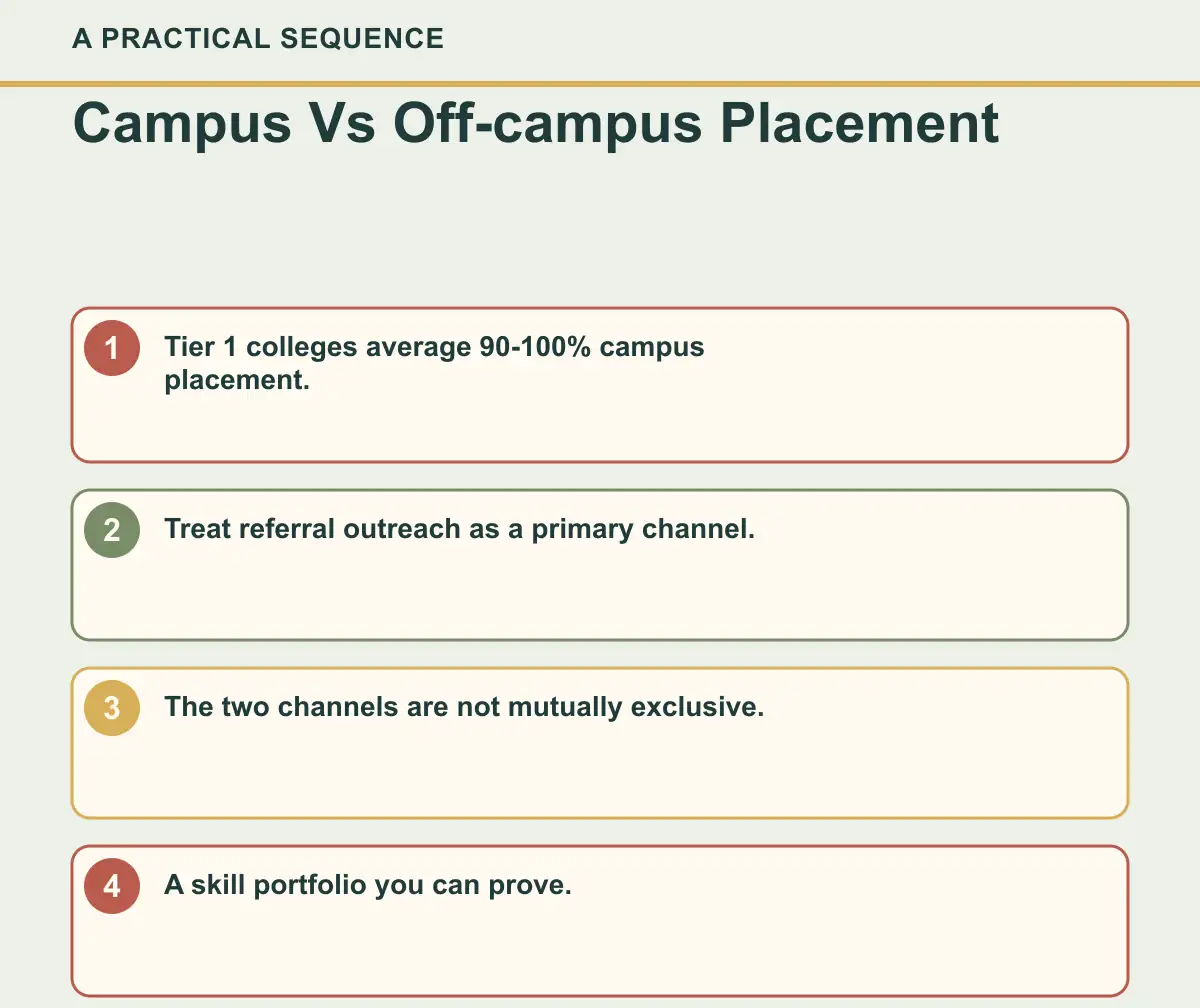 A PRACTICAL SEQUENCE
Campus Vs Off-campus Placement
1
Tier 1 colleges average 90-100% campus
placement.
2
Treat referral outreach as a primary channel.
3
The two channels are not mutually exclusive.
4
A skill portfolio you can prove.